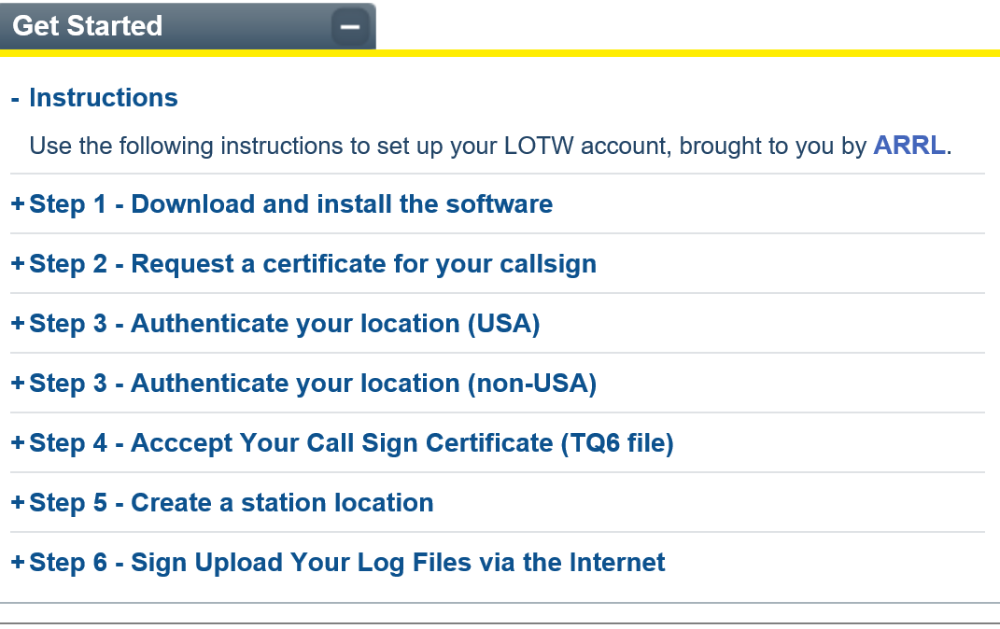 Get Started
- Instructions
Use the following instructions to set up your LOTW account, brought to you by ARRL.
+ Step 1 - Download and install the software
+ Step 2 - Request a certificate for your callsign
+ Step 3 - Authenticate your location (USA)
+ Step 3 - Authenticate your location (non-USA)
+ Step 4 - Acccept Your Call Sign Certificate (TQ6 file)
+ Step 5 - Create a station location
+ Step 6 - Sign Upload Your Log Files via the Internet